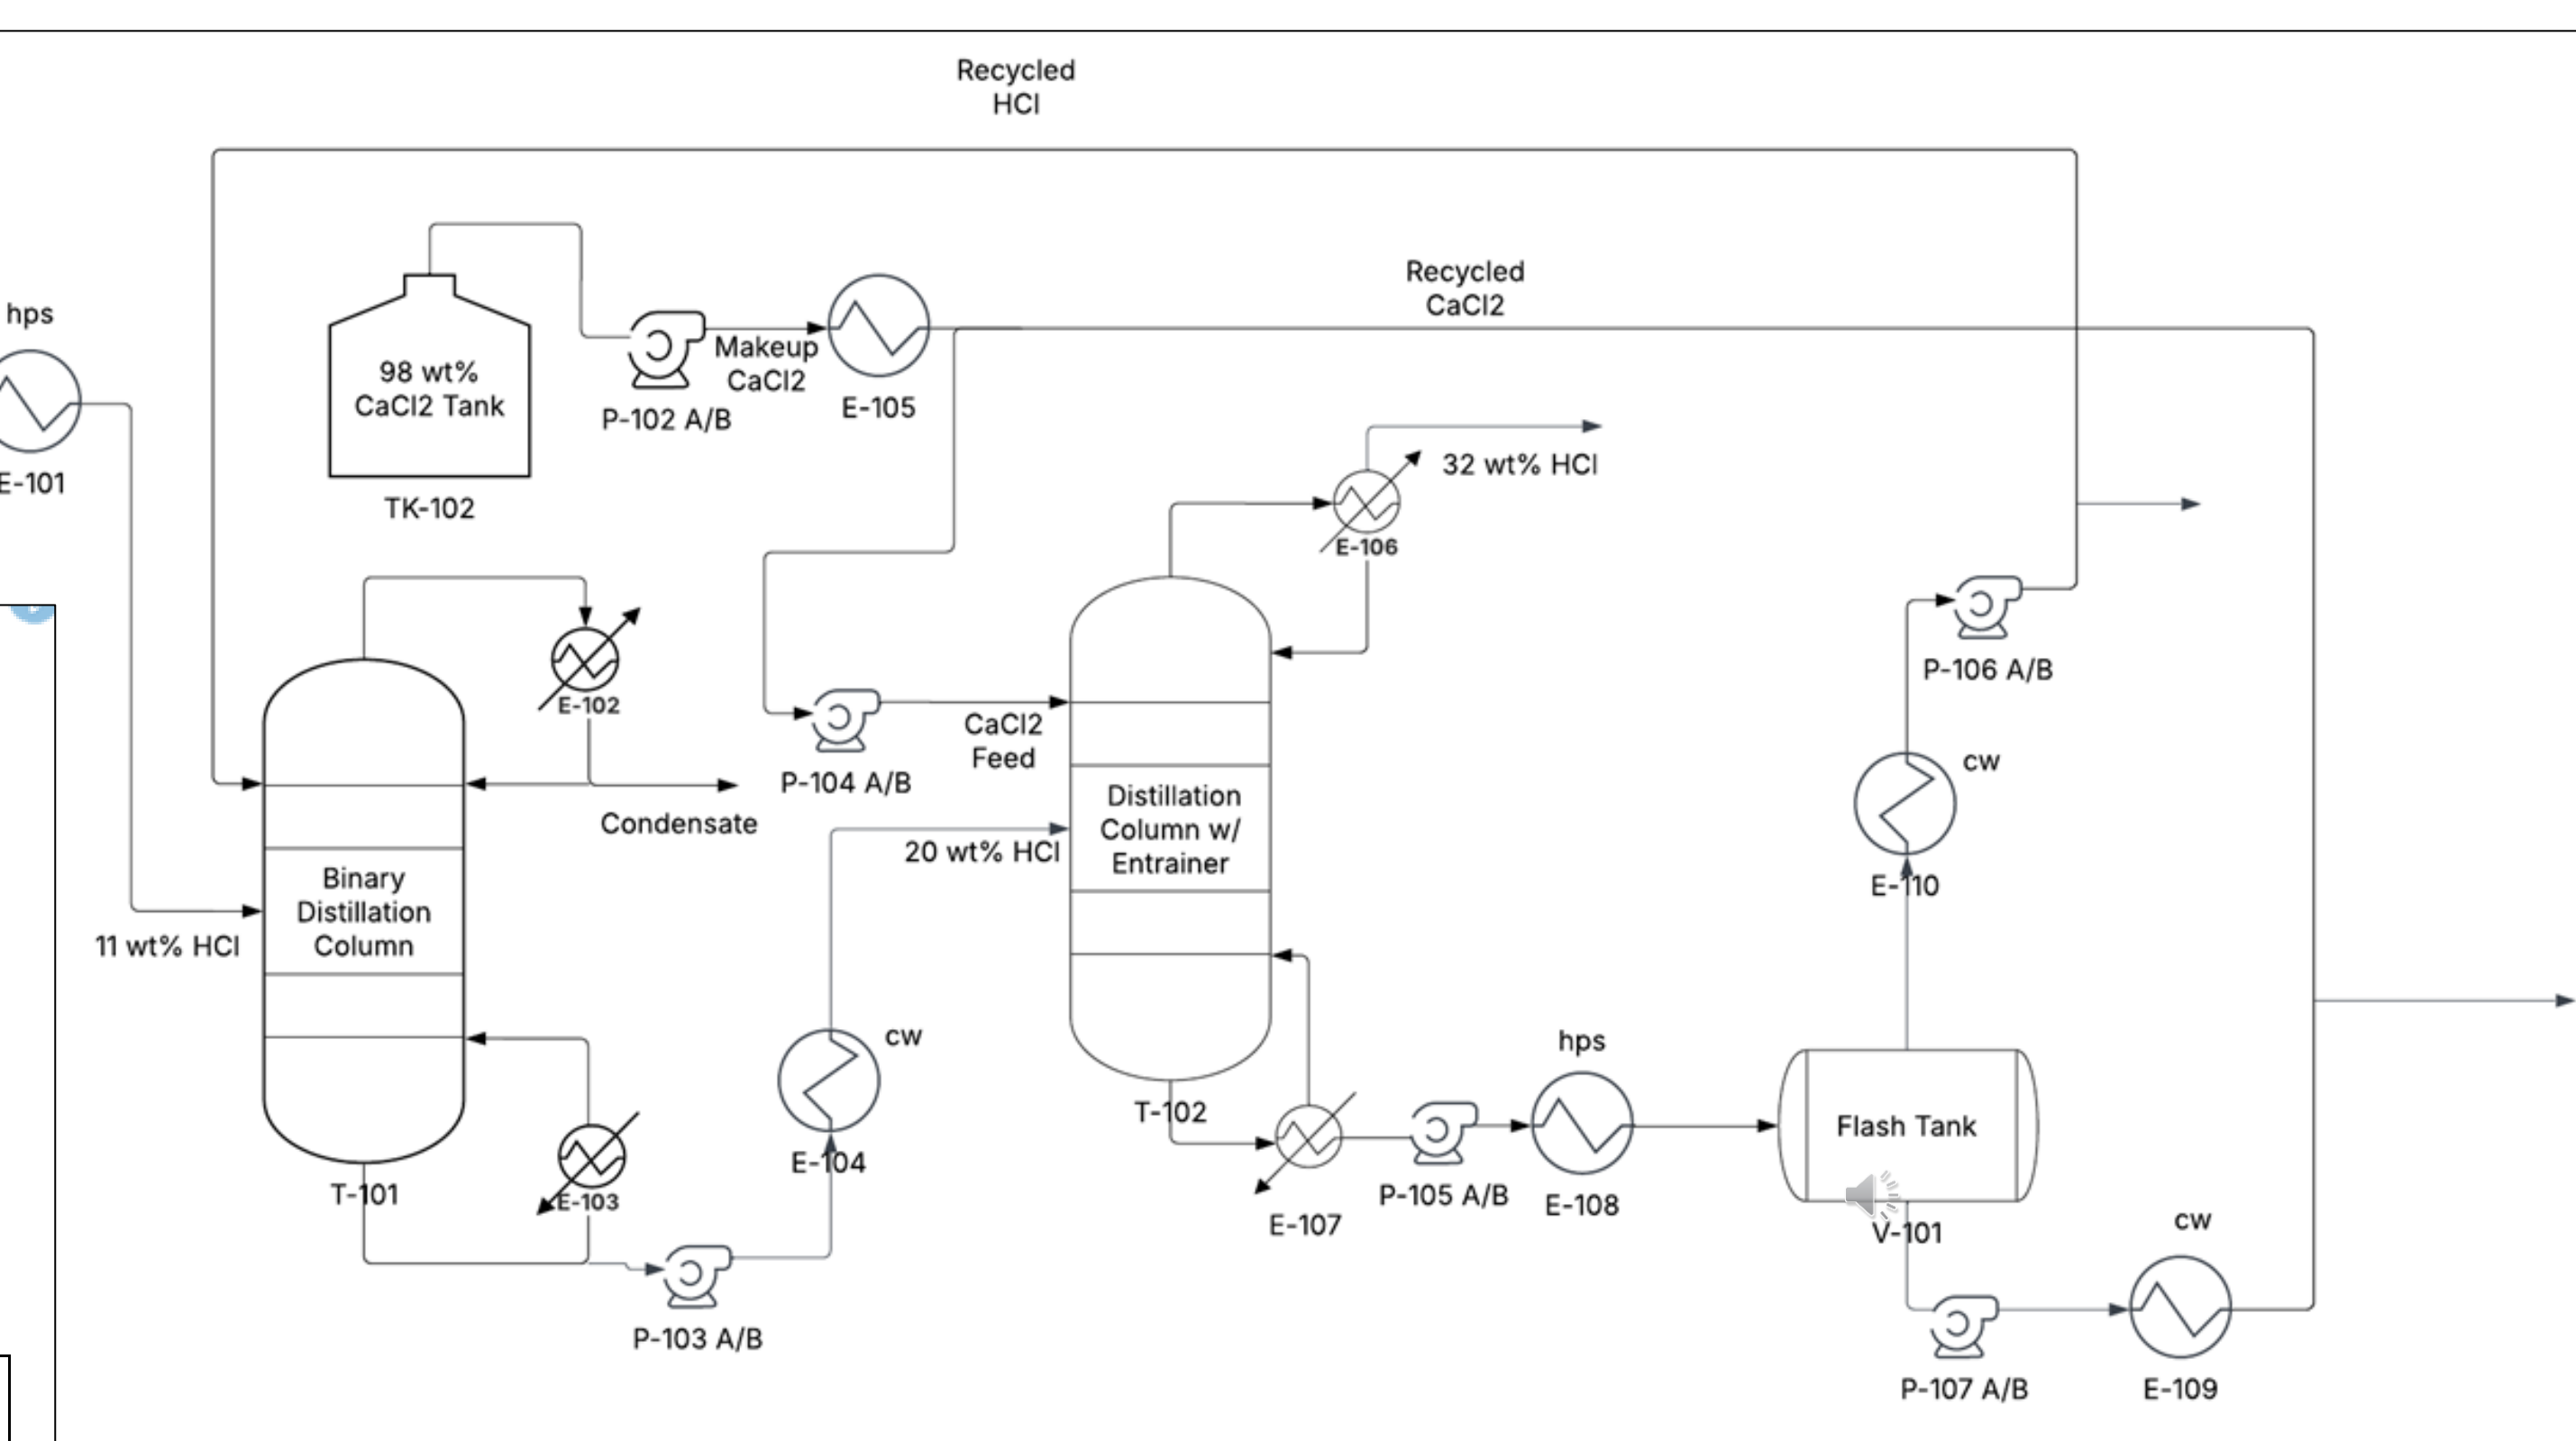 Recycled
HCl
Recycled
CaCl2
hps
E-101
98 wt%
CaCl2 Tank
TK-102
P-102 A/B
Makeup
CaCl2
E-105
32 wt% HCl
E-106
E-102
Condensate
P-104 A/B
CaCl2
Feed
20 wt% HCl
Distillation
Column w/
Entrainer
P-106 A/B
cw
E-110
Binary
Distillation
Column
11 wt% HCl
T-101
E-103
P-103 A/B
cw
E-104
T-102
E-107
P-105 A/B
hps
E-108
Flash Tank
V-101
cw
P-107 A/B
E-109